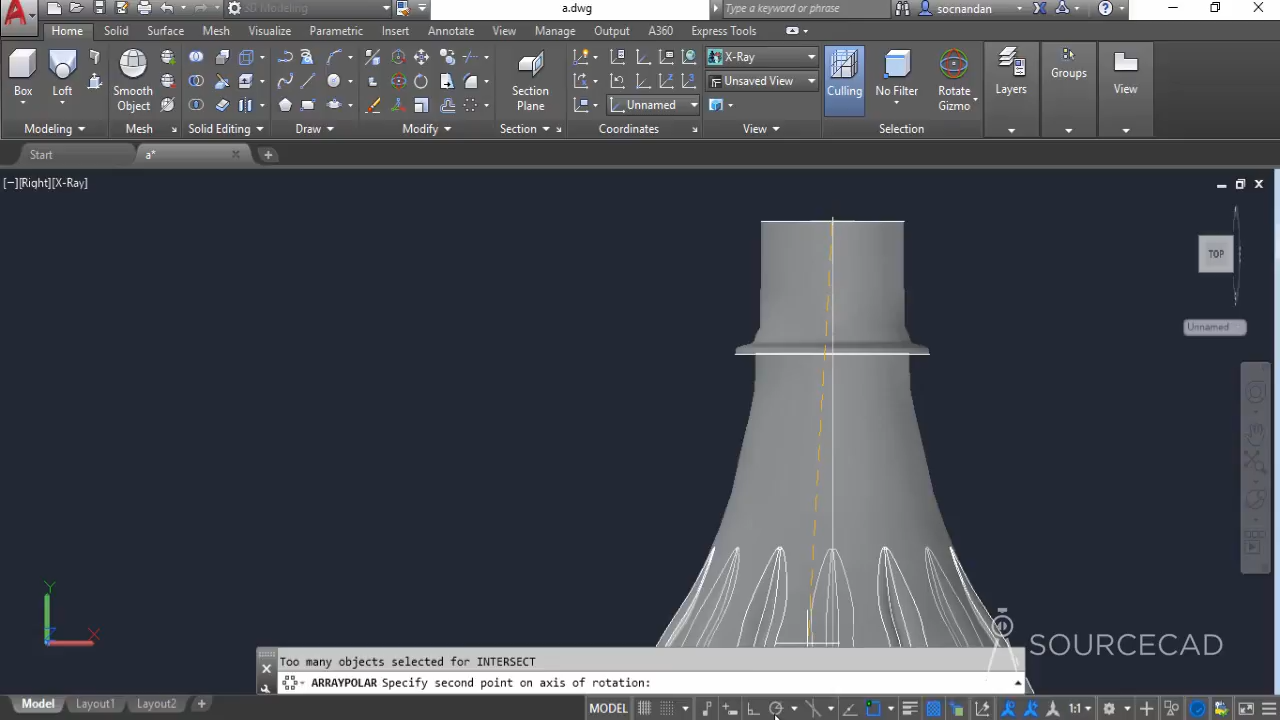 3D Modeling
a.dwg
Type a keyword or phrase
socnandan
Home Solid Surface Mesh Visualize Parametric Insert Annotate View Manage Output A360 Express Tools
X-Ray
Unsaved View
Unnamed
Box Loft Smooth Object Section Plane Culling No Filter Rotate Gizmo Layers Groups View
Modeling Mesh Solid Editing Draw Modify Section Coordinates View Selection
Start a*
[−][Right][X-Ray]
TOP
Unnamed
Y
X
SOURCECAD
Too many objects selected for INTERSECT
ARRAYPOLAR Specify second point on axis of rotation:
Model Layout1 Layout2 +
MODEL 1:1